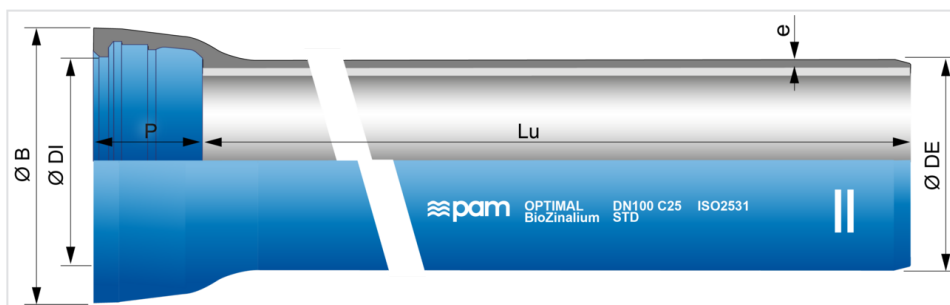 e
P
Lu
Ø B
Ø DI
Ø DE
pam
OPTIMAL DN100 C25 ISO2531
BioZinalium STD